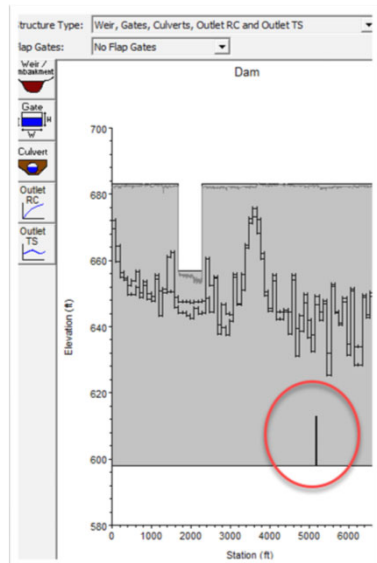 structure Type: Weir, Gates, Culverts, Outlet RC and Outlet TS
lap Gates: No Flap Gates
Weir /
mbankment
Gate
H
W
Culvert
Outlet
RC
Outlet
TS
Dam
700
680
660
640
620
600
580
Elevation (ft)
0 1000 2000 3000 4000 5000 6000
Station (ft)